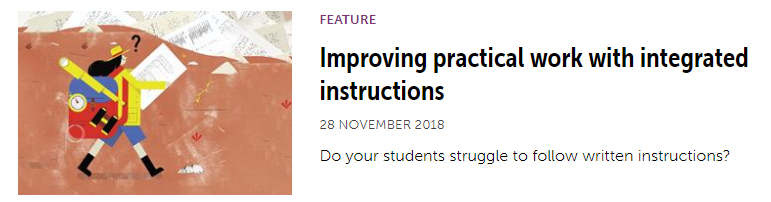 FEATURE
Improving practical work with integrated
instructions
28 NOVEMBER 2018
Do your students struggle to follow written instructions?
?